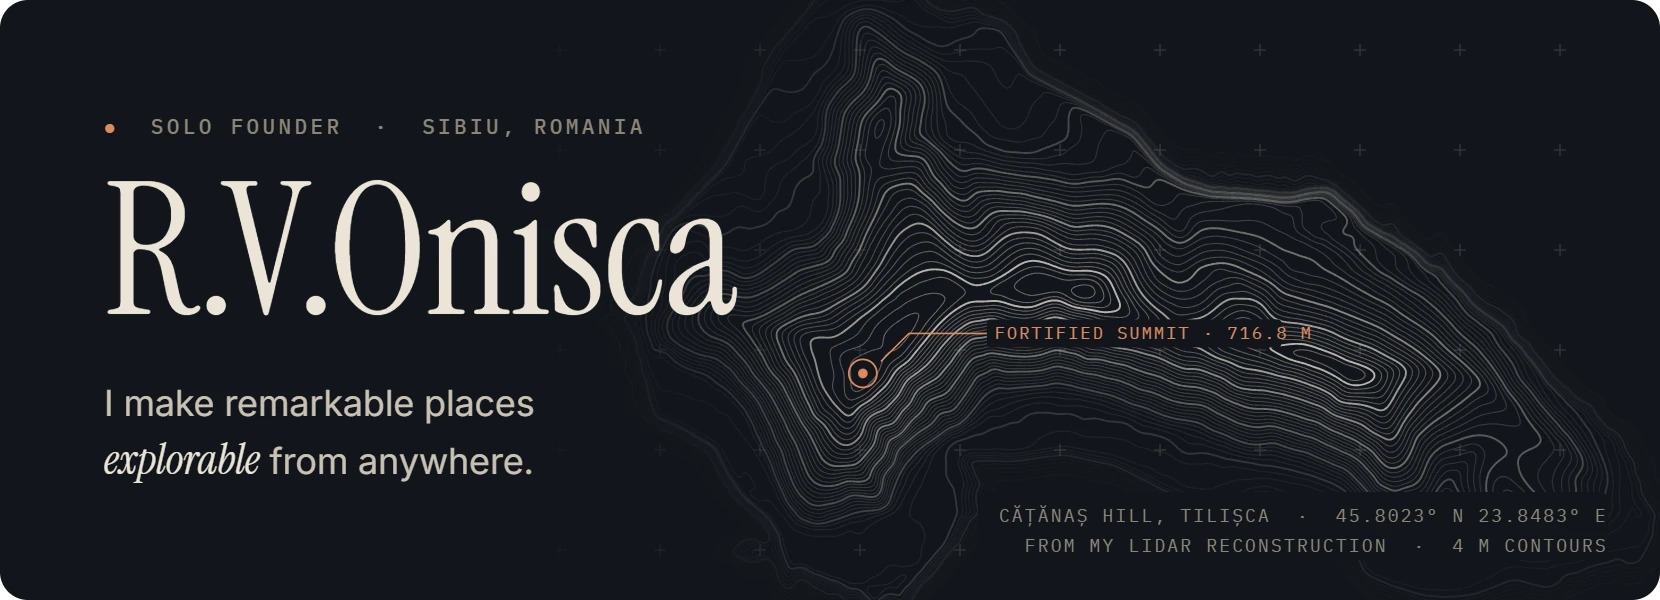 SOLO FOUNDER · SIBIU, ROMANIA
R.V.Onisca
I make remarkable places
explorable from anywhere.
FORTIFIED SUMMIT · 716.8 M
CĂȚĂNAȘ HILL, TILIȘCA · 45.8023° N 23.8483° E
FROM MY LIDAR RECONSTRUCTION · 4 M CONTOURS